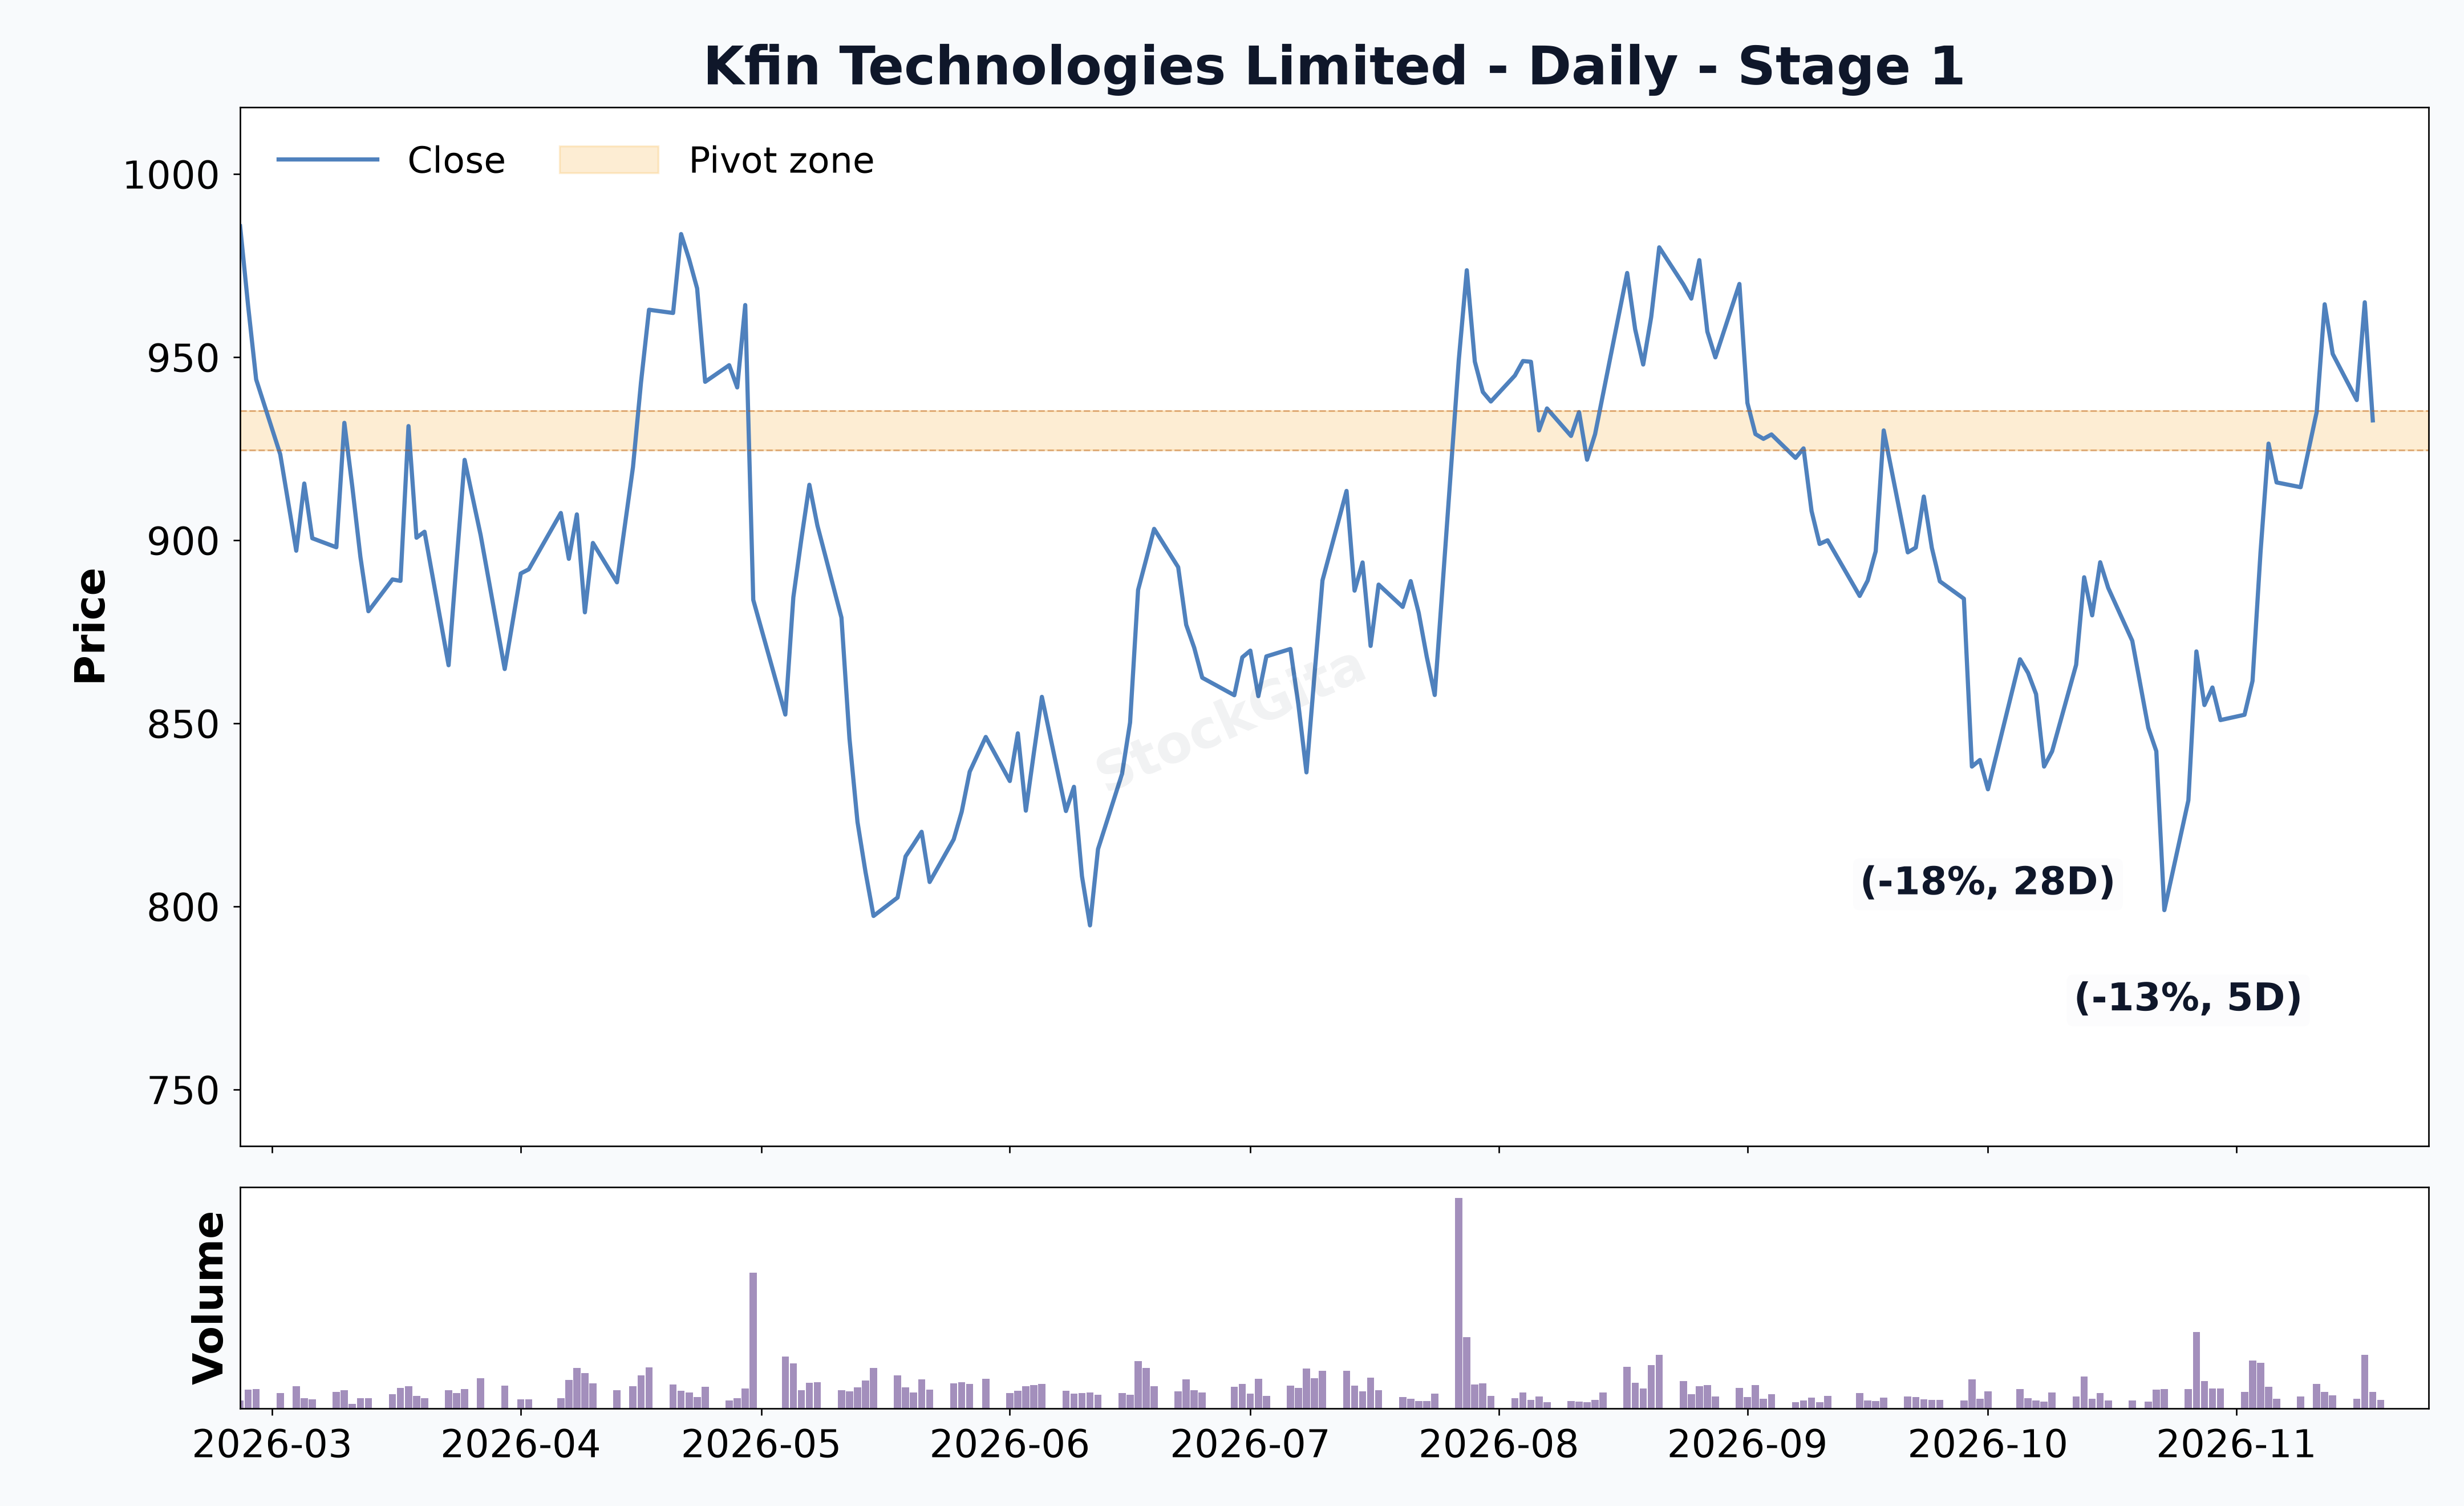 Kfin Technologies Limited - Daily - Stage 1
Close Pivot zone
1000
950
900
850
800
750
Price
StockGita
(-18%, 28D)
(-13%, 5D)
Volume
2026-03 2026-04 2026-05 2026-06 2026-07 2026-08 2026-09 2026-10 2026-11